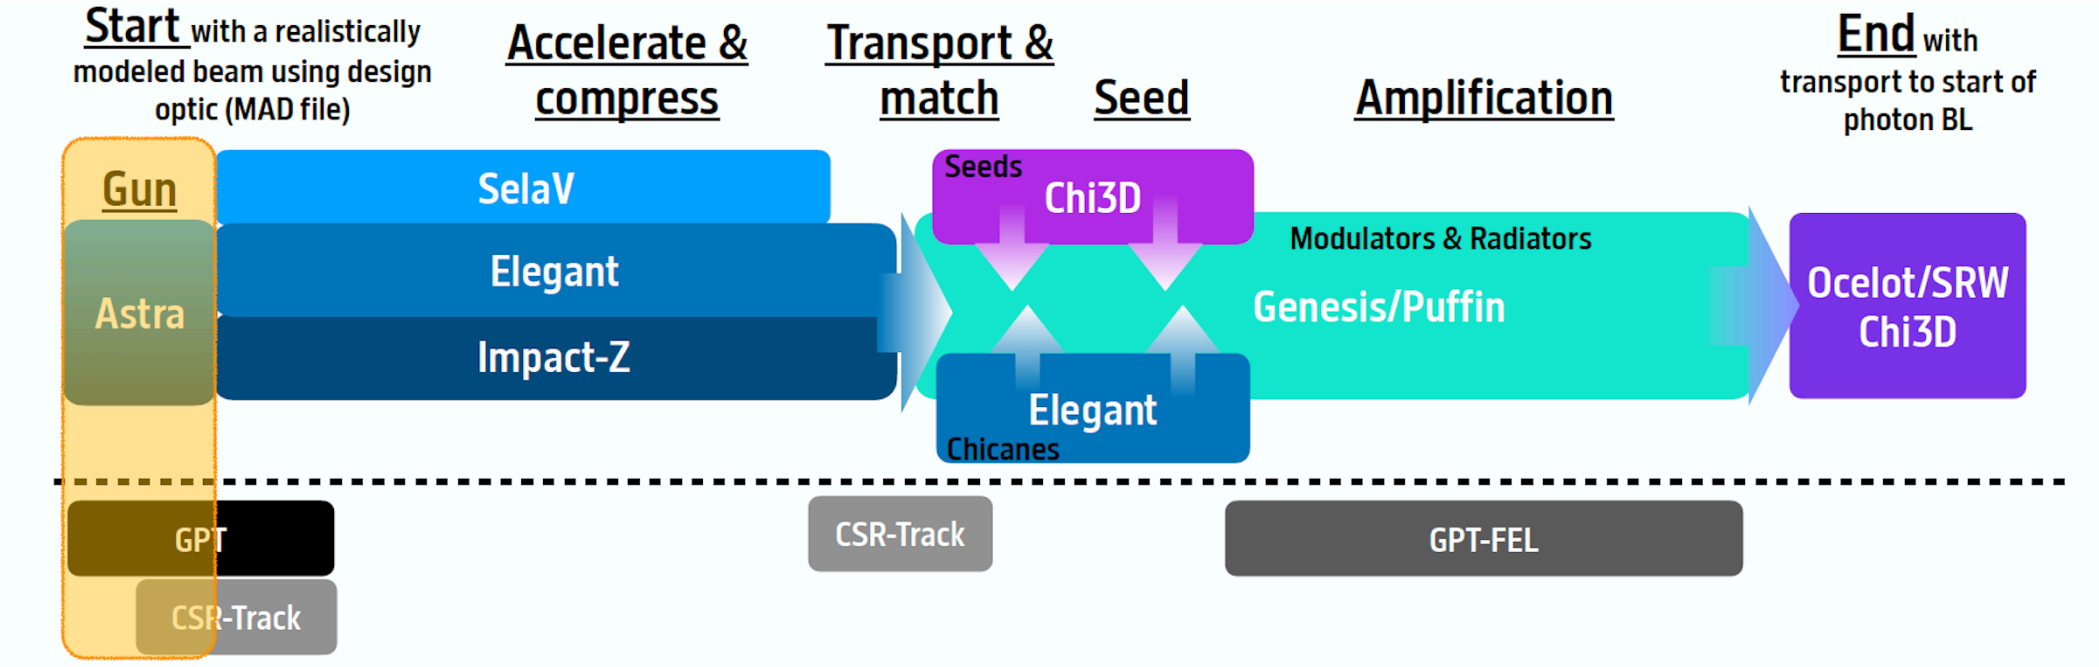 Start with a realistically
modeled beam using design
optic (MAD file)
Accelerate &
compress
Transport &
match
Seed
Amplification
End with
transport to start of
photon BL
Gun
Astra
SelaV
Elegant
Impact-Z
Seeds
Chi3D
Modulators & Radiators
Genesis/Puffin
Elegant
Chicanes
Ocelot/SRW
Chi3D
GPT
CSR-Track
CSR-Track
GPT-FEL